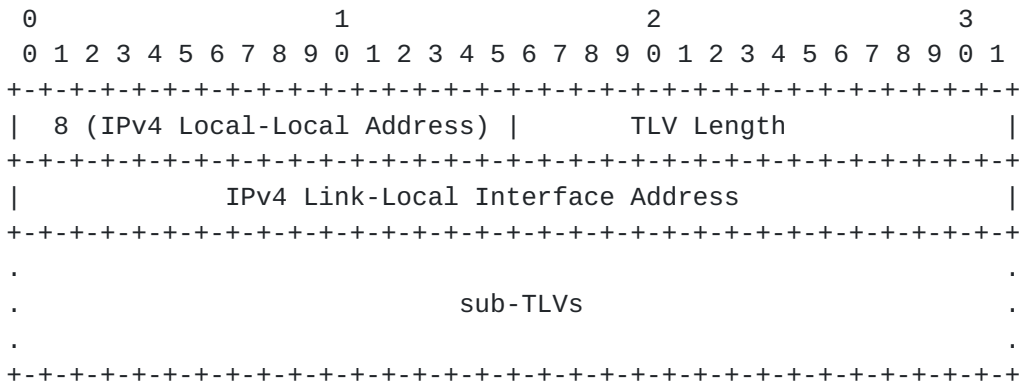 0                   1                   2                   3
 0 1 2 3 4 5 6 7 8 9 0 1 2 3 4 5 6 7 8 9 0 1 2 3 4 5 6 7 8 9 0 1
+-+-+-+-+-+-+-+-+-+-+-+-+-+-+-+-+-+-+-+-+-+-+-+-+-+-+-+-+-+-+-+-+
|  8 (IPv4 Local-Local Address) |       TLV Length              |
+-+-+-+-+-+-+-+-+-+-+-+-+-+-+-+-+-+-+-+-+-+-+-+-+-+-+-+-+-+-+-+-+
|             IPv4 Link-Local Interface Address                 |
+-+-+-+-+-+-+-+-+-+-+-+-+-+-+-+-+-+-+-+-+-+-+-+-+-+-+-+-+-+-+-+-+
.                                                               .
.                            sub-TLVs                           .
.                                                               .
+-+-+-+-+-+-+-+-+-+-+-+-+-+-+-+-+-+-+-+-+-+-+-+-+-+-+-+-+-+-+-+-+